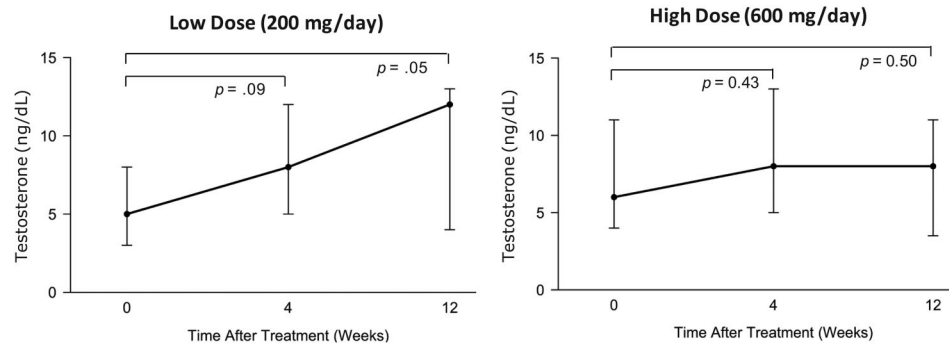 Low Dose (200 mg/day)
15
10
5
0
Testosterone (ng/dL)
p = .09
p = .05
0 4 12
Time After Treatment (Weeks)
High Dose (600 mg/day)
15
10
5
0
Testosterone (ng/dL)
p = 0.43
p = 0.50
0 4 12
Time After Treatment (Weeks)